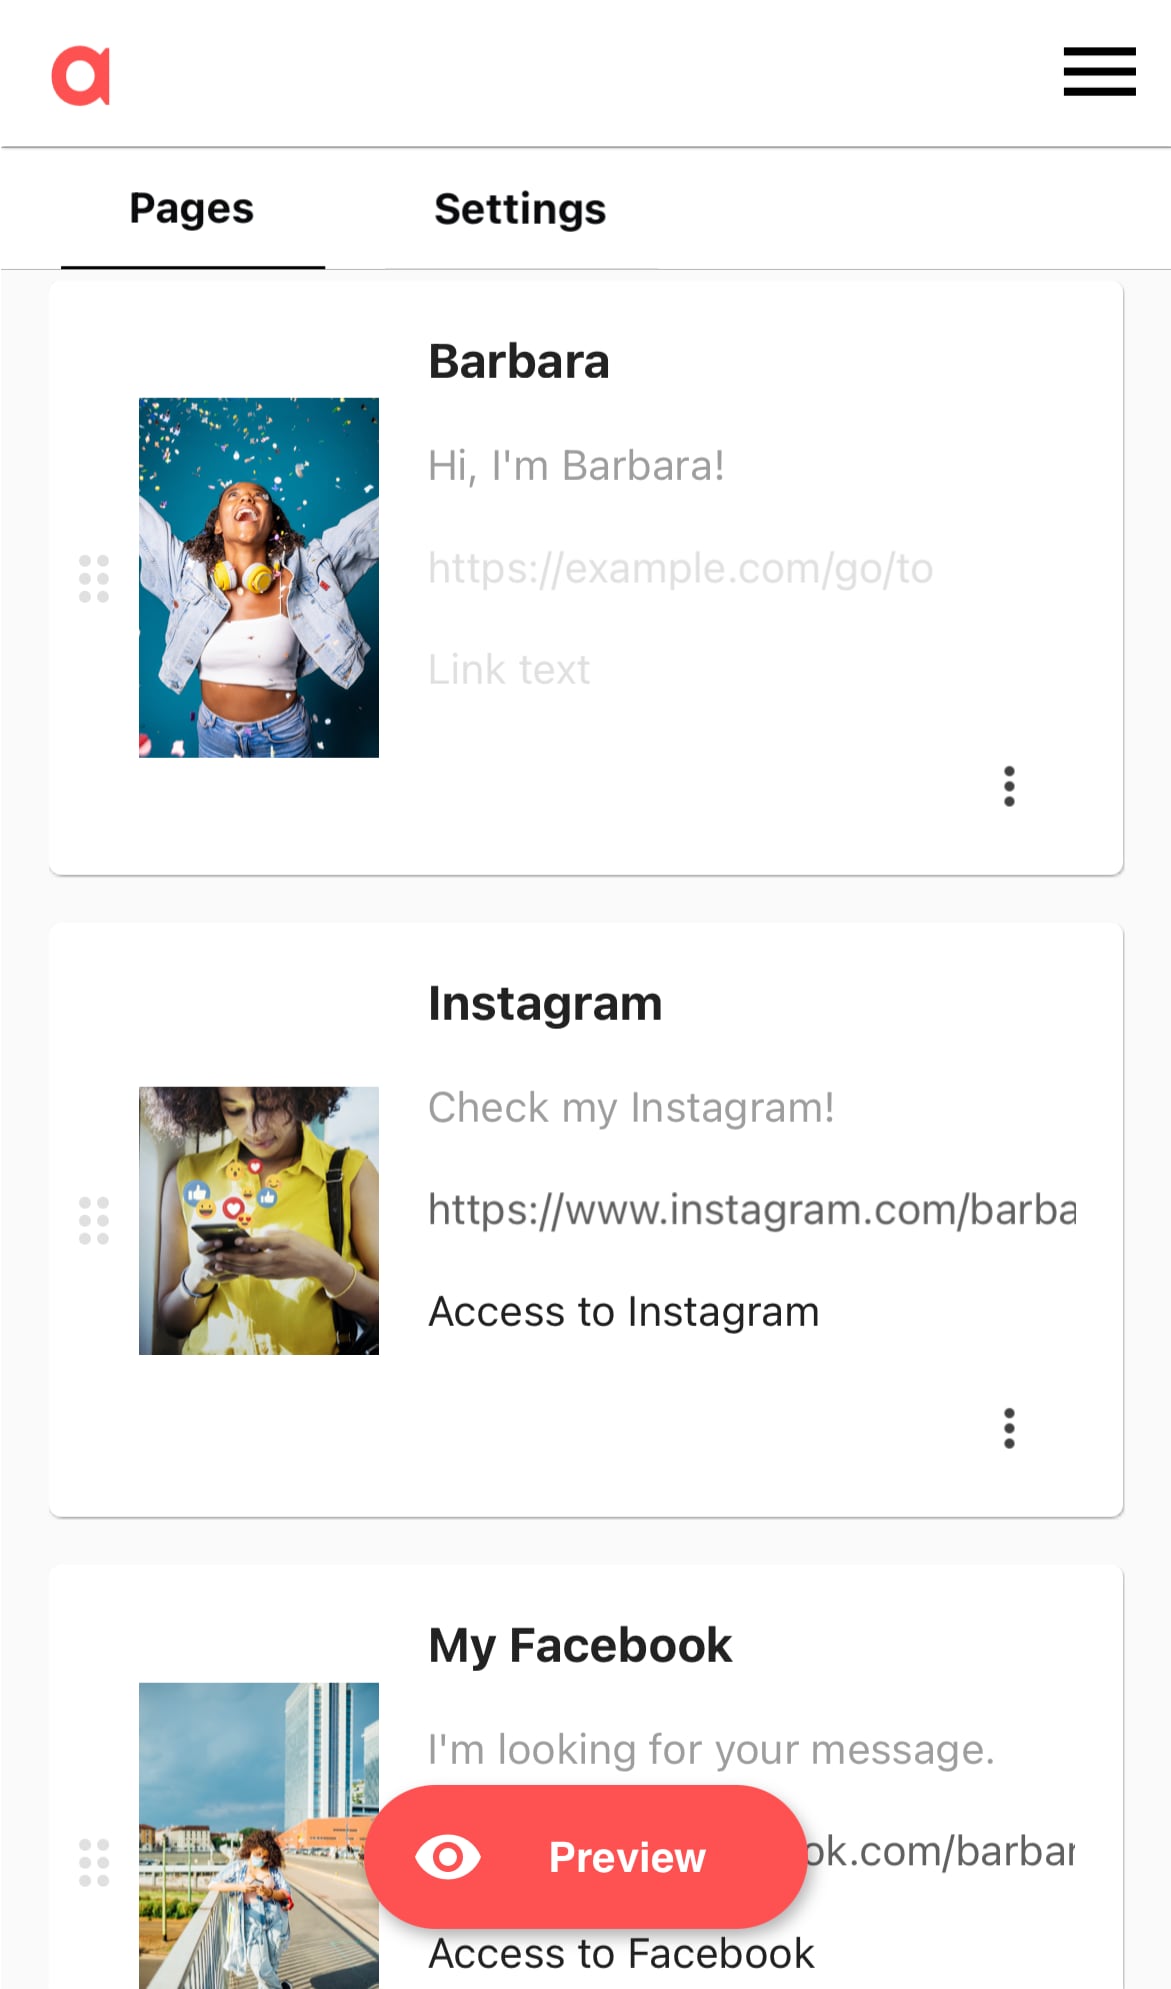 a
Pages
Settings
Barbara
Hi, I'm Barbara!
https://example.com/go/to
Link text
Instagram
Check my Instagram!
https://www.instagram.com/barba
Access to Instagram
My Facebook
I'm looking for your message.
ok.com/barbar
Preview
Access to Facebook